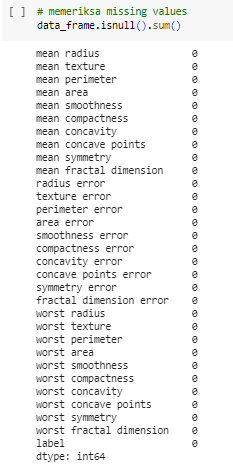 [ ] # memeriksa missing values
data_frame.isnull().sum()
mean radius 0
mean texture 0
mean perimeter 0
mean area 0
mean smoothness 0
mean compactness 0
mean concavity 0
mean concave points 0
mean symmetry 0
mean fractal dimension 0
radius error 0
texture error 0
perimeter error 0
area error 0
smoothness error 0
compactness error 0
concavity error 0
concave points error 0
symmetry error 0
fractal dimension error 0
worst radius 0
worst texture 0
worst perimeter 0
worst area 0
worst smoothness 0
worst compactness 0
worst concavity 0
worst concave points 0
worst symmetry 0
worst fractal dimension 0
label 0
dtype: int64